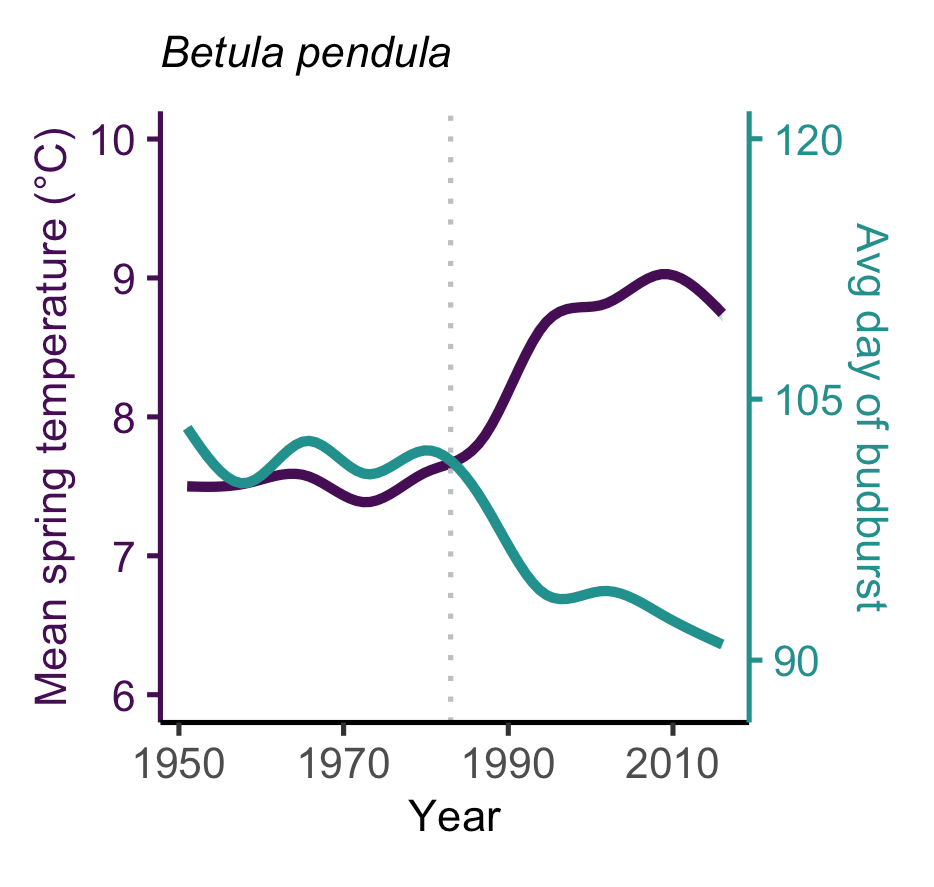 Betula pendula
Mean spring temperature (°C)
10
9
8
7
6
120
105
90
Avg day of budburst
1950 1970 1990 2010
Year